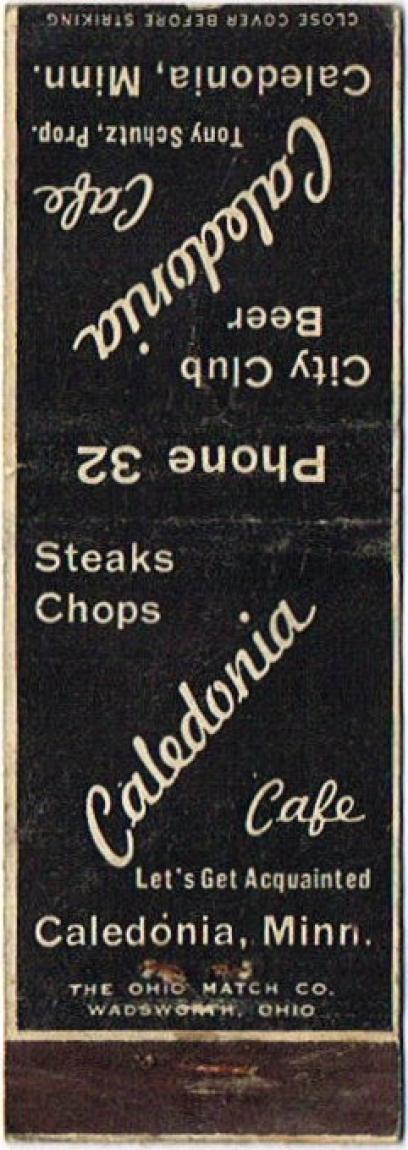 CLOSE COVER BEFORE STRIKING
Caledonia, Minn.
Tony Schutz, Prop.
Caledonia
Cafe
City Club
Beer
Phone 32
Steaks
Chops
Caledonia
Cafe
Let's Get Acquainted
Caledonia, Minn.
THE OHIO MATCH CO.
WADSWORTH, OHIO